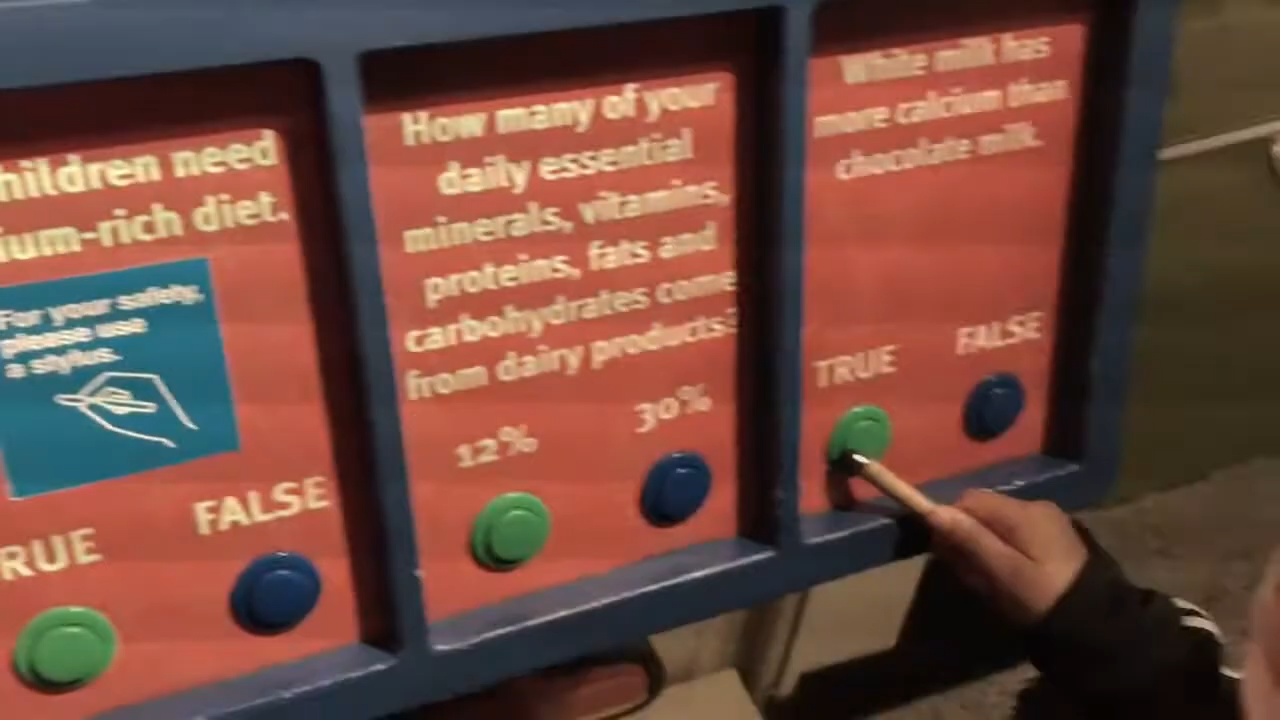 hildren need
ium-rich diet.
For your safety,
please use
a stylus.
RUE
FALSE
How many of your
daily essential
minerals, vitamins,
proteins, fats and
carbohydrates come
from dairy products?
12%
30%
White milk has
more calcium than
chocolate milk.
TRUE
FALSE